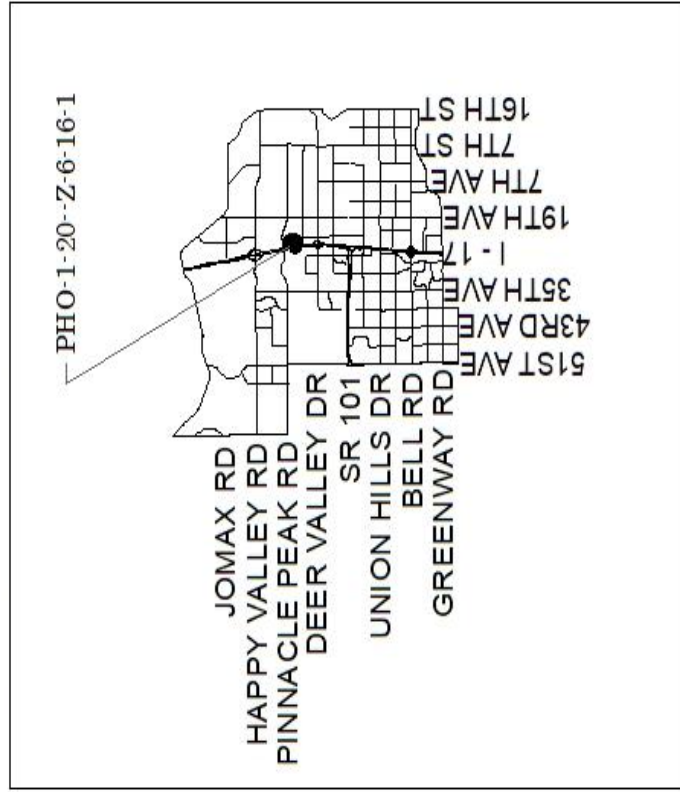 PHO-1-20--Z-6-16-1
JOMAX RD
HAPPY VALLEY RD
PINNACLE PEAK RD
DEER VALLEY DR
SR 101
UNION HILLS DR
BELL RD
GREENWAY RD
51ST AVE
43RD AVE
35TH AVE
I - 17
19TH AVE
7TH AVE
7TH ST
16TH ST